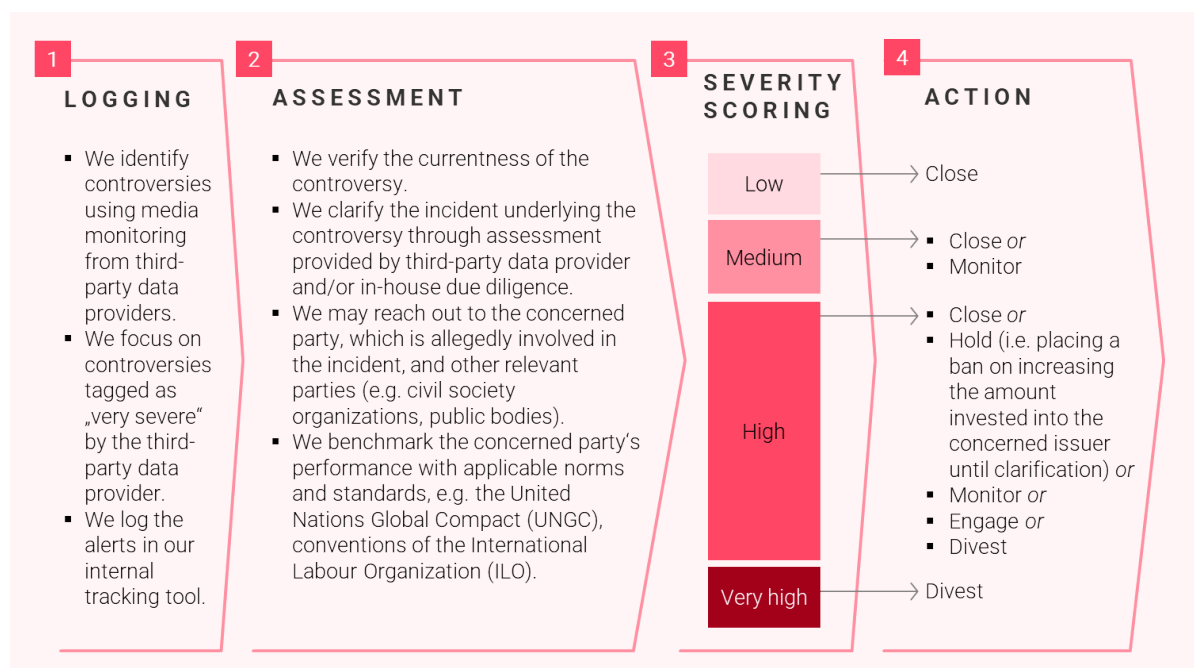 1
LOGGING
▪ We identify
controversies
using media
monitoring
from third-
party data
providers.
▪ We focus on
controversies
tagged as
„very severe“
by the third-
party data
provider.
▪ We log the
alerts in our
internal
tracking tool.
2
ASSESSMENT
▪ We verify the currentness of the
controversy.
▪ We clarify the incident underlying the
controversy through assessment
provided by third-party data provider
and/or in-house due diligence.
▪ We may reach out to the concerned
party, which is allegedly involved in
the incident, and other relevant
parties (e.g. civil society
organizations, public bodies).
▪ We benchmark the concerned party‘s
performance with applicable norms
and standards, e.g. the United
Nations Global Compact (UNGC),
conventions of the International
Labour Organization (ILO).
3
SEVERITY
SCORING
Low
Medium
High
Very high
4
ACTION
Close
▪ Close or
▪ Monitor
▪ Close or
▪ Hold (i.e. placing a
ban on increasing
the amount
invested into the
concerned issuer
until clarification) or
▪ Monitor or
▪ Engage or
▪ Divest
Divest